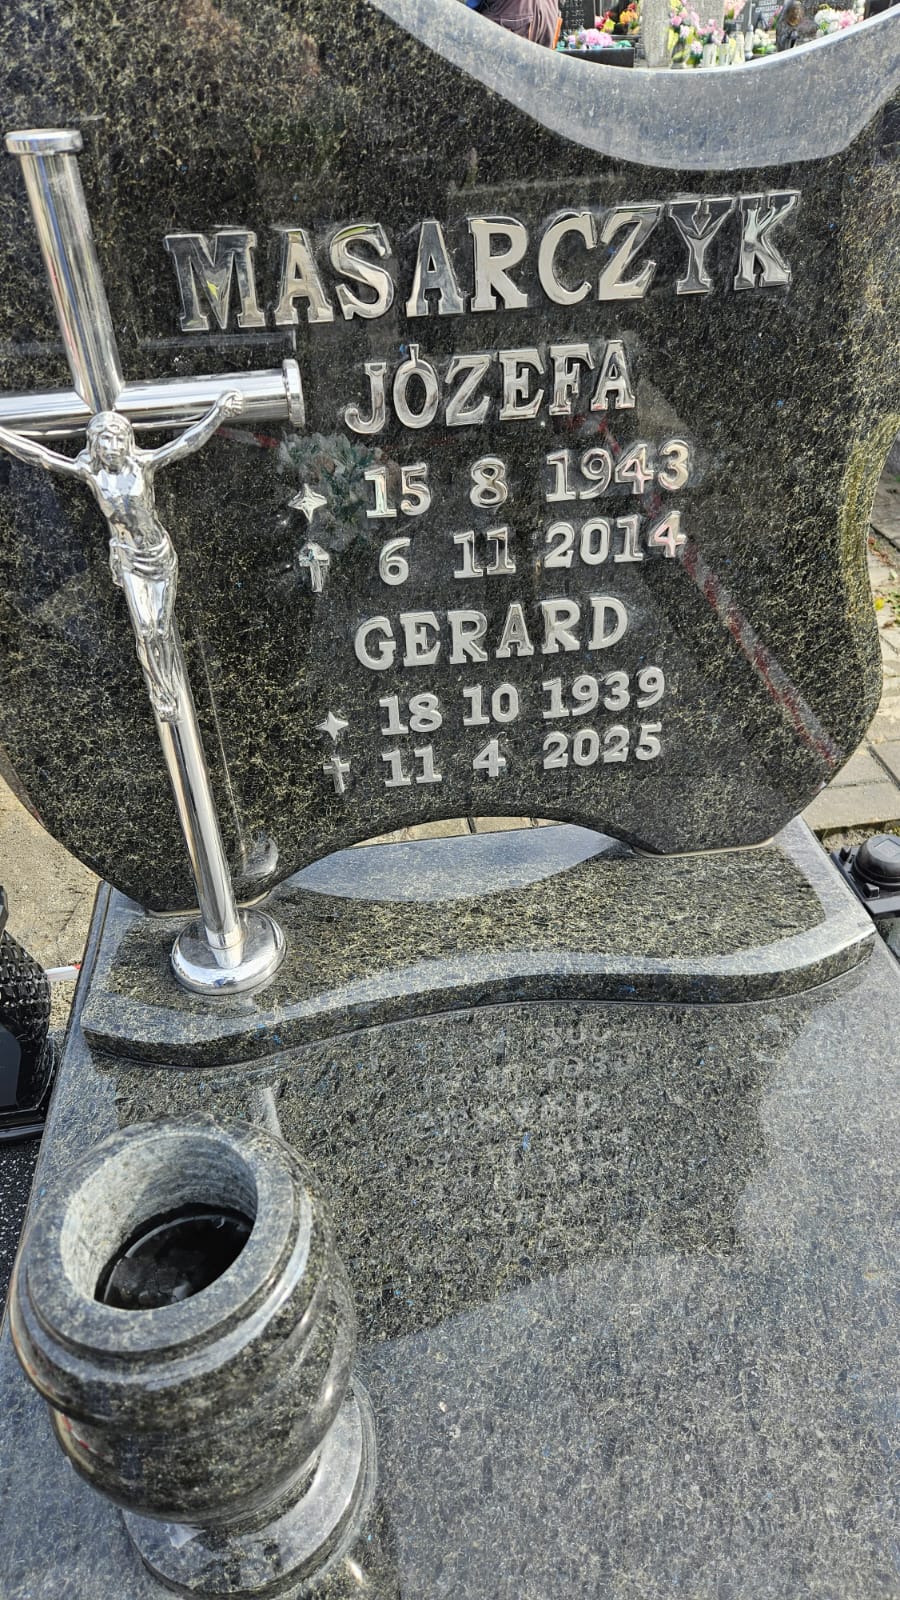 MASARCZYK
JÓZEFA
15 8 1943
6 11 2014
GERARD
18 10 1939
11 4 2025